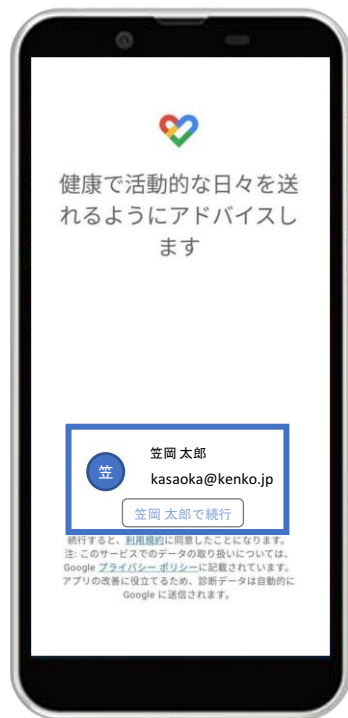 健康で活動的な日々を送
れるようにアドバイスし
ます
笠
笠岡 太郎
kasaoka@kenko.jp
笠岡 太郎で続行
続行すると、利用規約に同意したことになります。
注: このサービスでのデータの取り扱いについては、
Google プライバシー ポリシーに記載されています。
アプリの改善に役立てるため、診断データは自動的に
Google に送信されます。